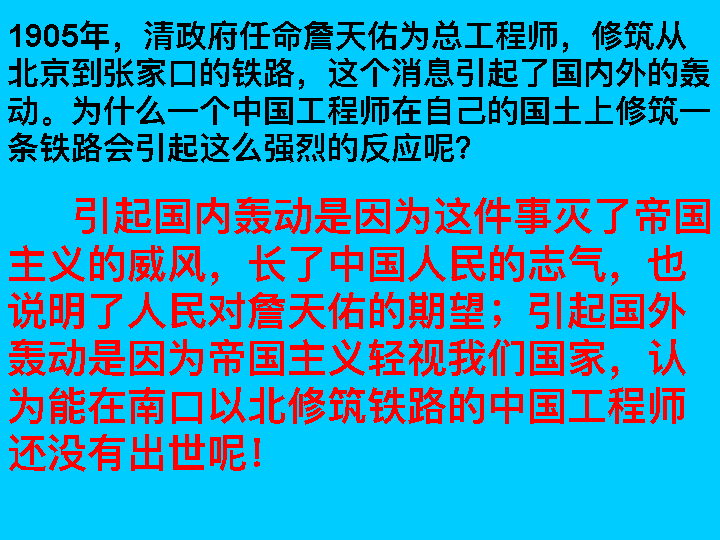 1905年，清政府任命詹天佑为总工程师，修筑从
北京到张家口的铁路，这个消息引起了国内外的轰
动。为什么一个中国工程师在自己的国土上修筑一
条铁路会引起这么强烈的反应呢？
引起国内轰动是因为这件事灭了帝国
主义的威风，长了中国人民的志气，也
说明了人民对詹天佑的期望；引起国外
轰动是因为帝国主义轻视我们国家，认
为能在南口以北修筑铁路的中国工程师
还没有出世呢！